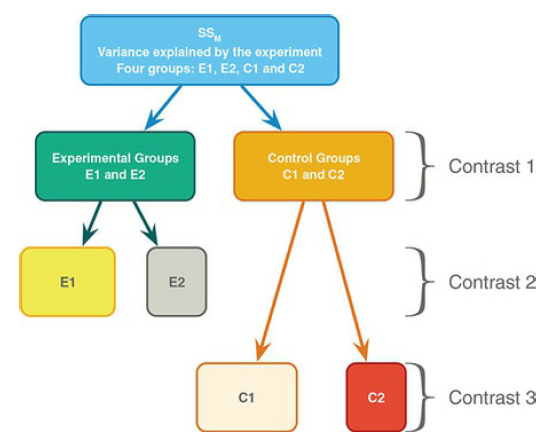 SS_M
Variance explained by the experiment
Four groups: E1, E2, C1 and C2
Experimental Groups
E1 and E2
Control Groups
C1 and C2
Contrast 1
E1
E2
Contrast 2
C1
C2
Contrast 3